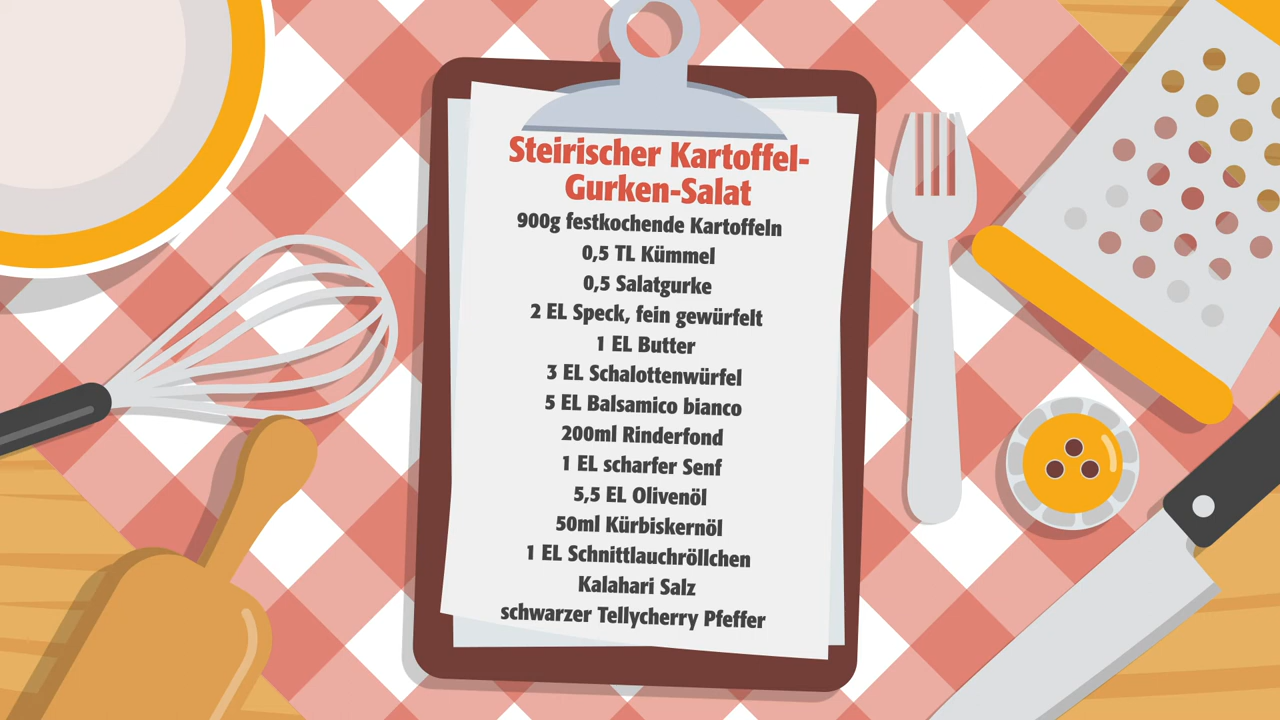 Steirischer Kartoffel-
Gurken-Salat
900g festkochende Kartoffeln
0,5 TL Kümmel
0,5 Salatgurke
2 EL Speck, fein gewürfelt
1 EL Butter
3 EL Schalottenwürfel
5 EL Balsamico bianco
200ml Rinderfond
1 EL scharfer Senf
5,5 EL Olivenöl
50ml Kürbiskernöl
1 EL Schnittlauchröllchen
Kalahari Salz
schwarzer Tellycherry Pfeffer